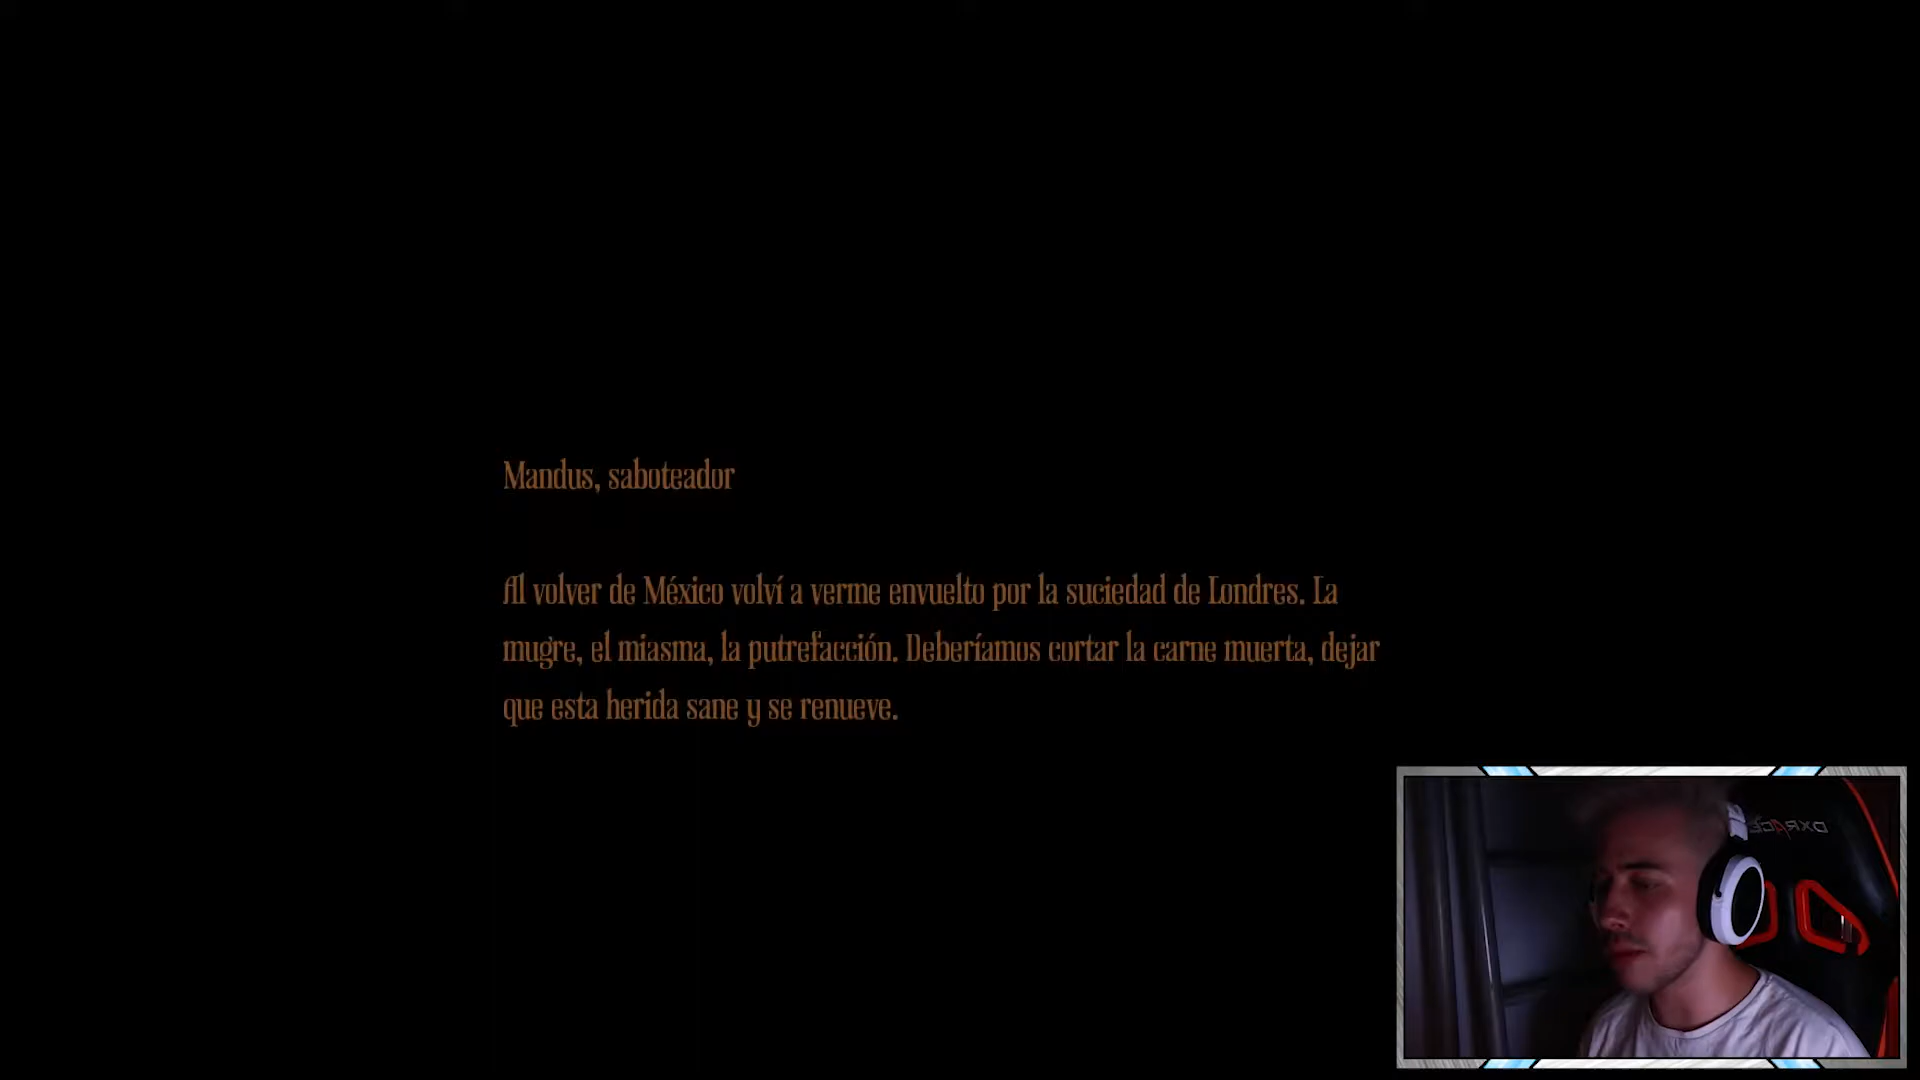 Mandus, saboteador
Al volver de México volví a verme envuelto por la suciedad de Londres. La
mugre, el miasma, la putrefacción. Deberíamos cortar la carne muerta, dejar
que esta herida sane y se renueve.
DXRACE